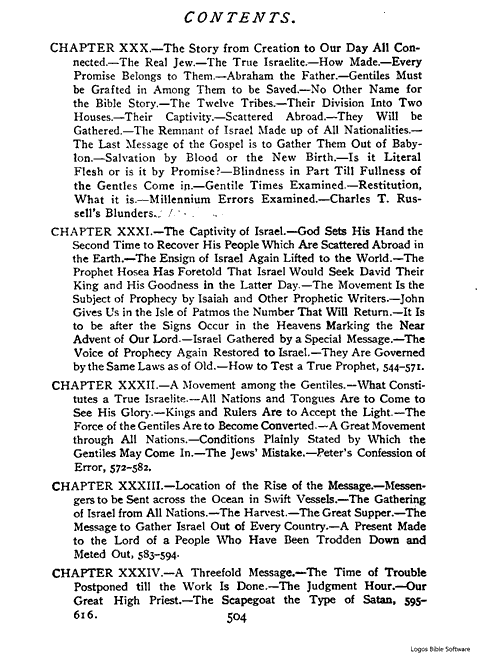 CONTENTS.
CHAPTER XXX.—The Story from Creation to Our Day All Con-
nected.—The Real Jew.—The True Israelite.—How Made.—Every
Promise Belongs to Them.—Abraham the Father.—Gentiles Must
be Grafted in Among Them to be Saved.—No Other Name for
the Bible Story.—The Twelve Tribes.—Their Division Into Two
Houses.—Their Captivity.—Scattered Abroad.—They Will be
Gathered.—The Remnant of Israel Made up of All Nationalities.—
The Last Message of the Gospel is to Gather Them Out of Baby-
lon.—Salvation by Blood or the New Birth.—Is it Literal
Flesh or is it by Promise?—Blindness in Part Till Fullness of
the Gentles Come in.—Gentile Times Examined.—Restitution,
What it is.—Millennium Errors Examined.—Charles T. Rus-
sell's Blunders.
CHAPTER XXXI.—The Captivity of Israel.—God Sets His Hand the
Second Time to Recover His People Which Are Scattered Abroad in
the Earth.—The Ensign of Israel Again Lifted to the World.—The
Prophet Hosea Has Foretold That Israel Would Seek David Their
King and His Goodness in the Latter Day.—The Movement Is the
Subject of Prophecy by Isaiah and Other Prophetic Writers.—John
Gives Us in the Isle of Patmos the Number That Will Return.—It Is
to be after the Signs Occur in the Heavens Marking the Near
Advent of Our Lord.—Israel Gathered by a Special Message.—The
Voice of Prophecy Again Restored to Israel.—They Are Governed
by the Same Laws as of Old.—How to Test a True Prophet, 544-571.
CHAPTER XXXII.—A Movement among the Gentiles.—What Consti-
tutes a True Israelite.—All Nations and Tongues Are to Come to
See His Glory.—Kings and Rulers Are to Accept the Light.—The
Force of the Gentiles Are to Become Converted.—A Great Movement
through All Nations.—Conditions Plainly Stated by Which the
Gentiles May Come In.—The Jews' Mistake.—Peter's Confession of
Error, 572-582.
CHAPTER XXXIII.—Location of the Rise of the Message.—Messen-
gers to be Sent across the Ocean in Swift Vessels.—The Gathering
of Israel from All Nations.—The Harvest.—The Great Supper.—The
Message to Gather Israel Out of Every Country.—A Present Made
to the Lord of a People Who Have Been Trodden Down and
Meted Out, 583-594.
CHAPTER XXXIV.—A Threefold Message.—The Time of Trouble
Postponed till the Work Is Done.—The Judgment Hour.—Our
Great High Priest.—The Scapegoat the Type of Satan, 595-
616.
504
Logos Bible Software